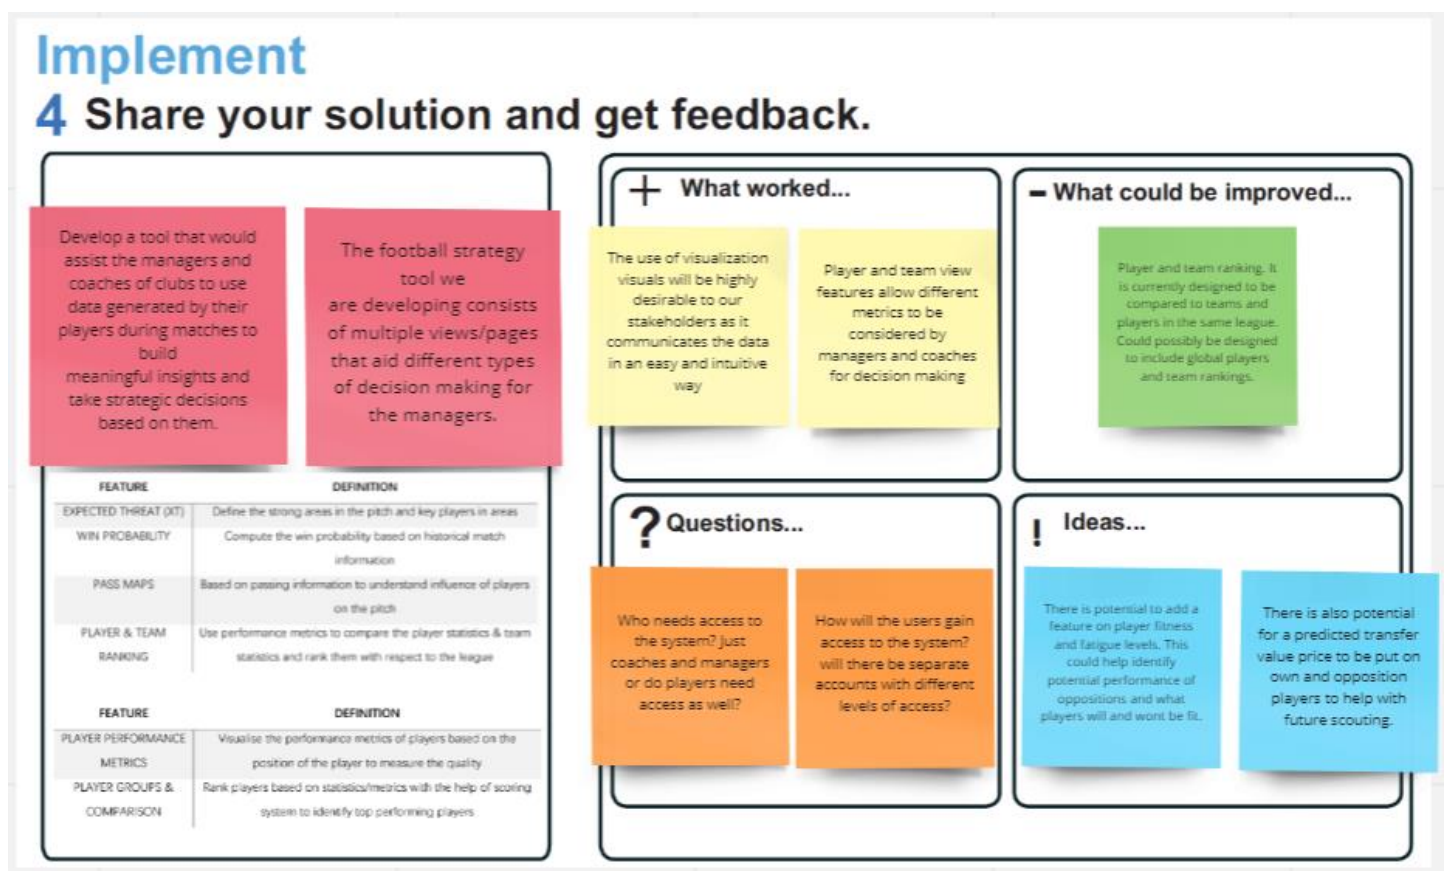 Implement
4 Share your solution and get feedback.
Develop a tool that would
assist the managers and
coaches of clubs to use
data generated by their
players during matches to
build
meaningful insights and
take strategic decisions
based on them.
The football strategy
tool we
are developing consists
of multiple views/pages
that aid different types
of decision making for
the managers.
FEATURE DEFINITION
EXPECTED THREAT (XT) Define the strong areas in the pitch and key players in areas
WIN PROBABILITY Compute the win probability based on historical match
information
PASS MAPS Based on passing information to understand influence of players
on the pitch
PLAYER & TEAM Use performance metrics to compare the player statistics & team
RANKING statistics and rank them with respect to the league
FEATURE DEFINITION
PLAYER PERFORMANCE Visualise the performance metrics of players based on the
METRICS position of the player to measure the quality
PLAYER GROUPS & Rank players based on statistics/metrics with the help of scoring
COMPARISON system to identify top performing players
+ What worked...
The use of visualization
visuals will be highly
desirable to our
stakeholders as it
communicates the data
in an easy and intuitive
way
Player and team view
features allow different
metrics to be
considered by
managers and coaches
for decision making
- What could be improved...
Player and team ranking. It
is currently designed to be
compared to teams and
players in the same league.
Could possibly be designed
to include global players
and team rankings.
? Questions...
Who needs access to
the system? Just
coaches and managers
or do players need
access as well?
How will the users gain
access to the system?
will there be separate
accounts with different
levels of access?
! Ideas...
There is potential to add a
feature on player fitness
and fatigue levels. This
could help identify
potential performance of
oppositions and what
players will and wont be fit.
There is also potential
for a predicted transfer
value price to be put on
own and opposition
players to help with
future scouting.